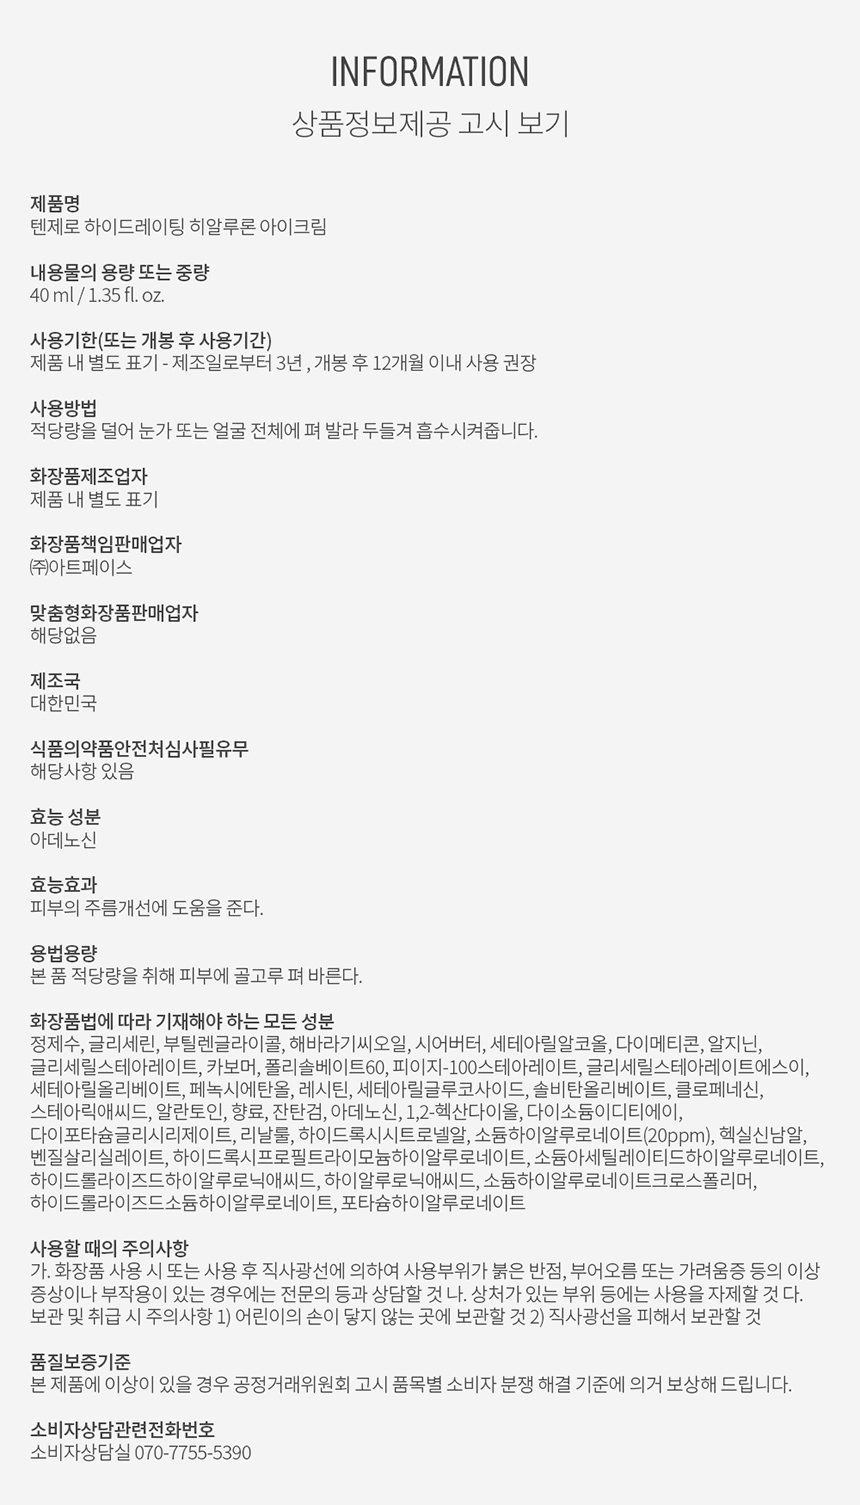 INFORMATION
상품정보제공 고시 보기
제품명
텐제로 하이드레이팅 히알루론 아이크림
내용물의 용량 또는 중량
40 ml / 1.35 fl. oz.
사용기한(또는 개봉 후 사용기간)
제품 내 별도 표기 - 제조일로부터 3년 , 개봉 후 12개월 이내 사용 권장
사용방법
적당량을 덜어 눈가 또는 얼굴 전체에 펴 발라 두들겨 흡수시켜줍니다.
화장품제조업자
제품 내 별도 표기
화장품책임판매업자
㈜아트페이스
맞춤형화장품판매업자
해당없음
제조국
대한민국
식품의약품안전처심사필유무
해당사항 있음
효능 성분
아데노신
효능효과
피부의 주름개선에 도움을 준다.
용법용량
본 품 적당량을 취해 피부에 골고루 펴 바른다.
화장품법에 따라 기재해야 하는 모든 성분
정제수, 글리세린, 부틸렌글라이콜, 해바라기씨오일, 시어버터, 세테아릴알코올, 다이메티콘, 알지닌,
글리세릴스테아레이트, 카보머, 폴리솔베이트60, 피이지-100스테아레이트, 글리세릴스테아레이트에스이,
세테아릴올리베이트, 페녹시에탄올, 레시틴, 세테아릴글루코사이드, 솔비탄올리베이트, 클로페네신,
스테아릭애씨드, 알란토인, 향료, 잔탄검, 아데노신, 1,2-헥산다이올, 다이소듐이디티에이,
다이포타슘글리시리제이트, 리날룰, 하이드록시시트로넬알, 소듐하이알루로네이트(20ppm), 헥실신남알,
벤질살리실레이트, 하이드록시프로필트라이모늄하이알루로네이트, 소듐아세틸레이티드하이알루로네이트,
하이드롤라이즈드하이알루로닉애씨드, 하이알루로닉애씨드, 소듐하이알루로네이트크로스폴리머,
하이드롤라이즈드소듐하이알루로네이트, 포타슘하이알루로네이트
사용할 때의 주의사항
가. 화장품 사용 시 또는 사용 후 직사광선에 의하여 사용부위가 붉은 반점, 부어오름 또는 가려움증 등의 이상
증상이나 부작용이 있는 경우에는 전문의 등과 상담할 것 나. 상처가 있는 부위 등에는 사용을 자제할 것 다.
보관 및 취급 시 주의사항 1) 어린이의 손이 닿지 않는 곳에 보관할 것 2) 직사광선을 피해서 보관할 것
품질보증기준
본 제품에 이상이 있을 경우 공정거래위원회 고시 품목별 소비자 분쟁 해결 기준에 의거 보상해 드립니다.
소비자상담관련전화번호
소비자상담실 070-7755-5390